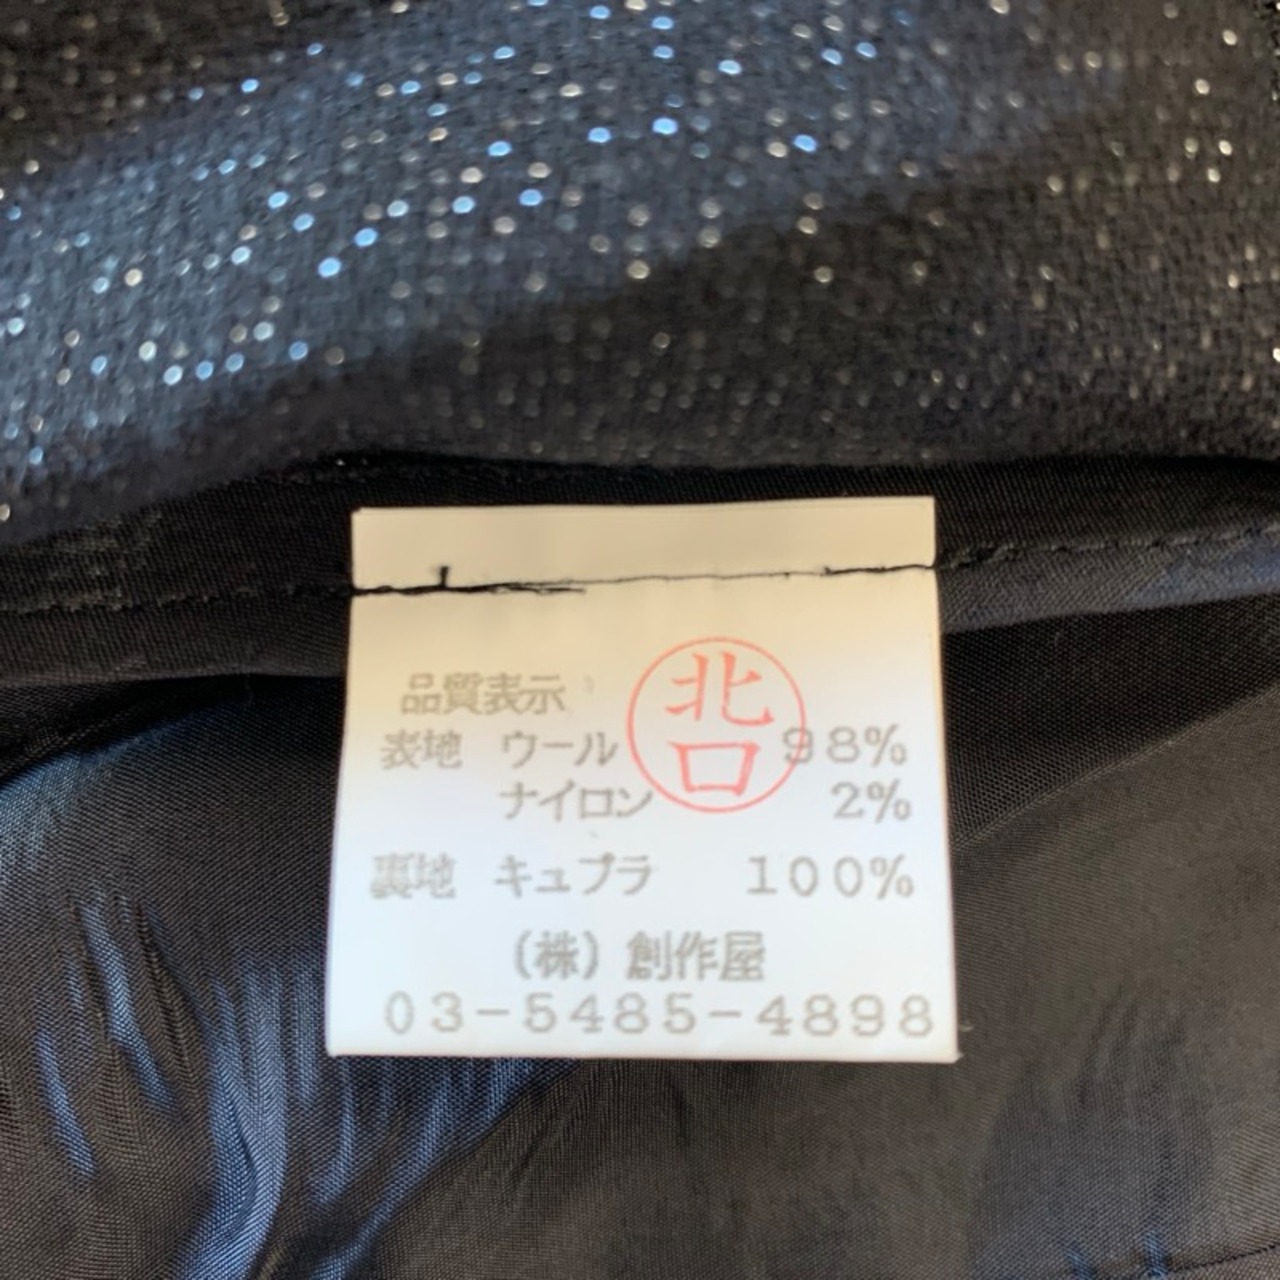 品質表示
北口
表地 ウール 98%
ナイロン 2%
裏地 キュプラ 100%
(株) 創作屋
03-5485-4898